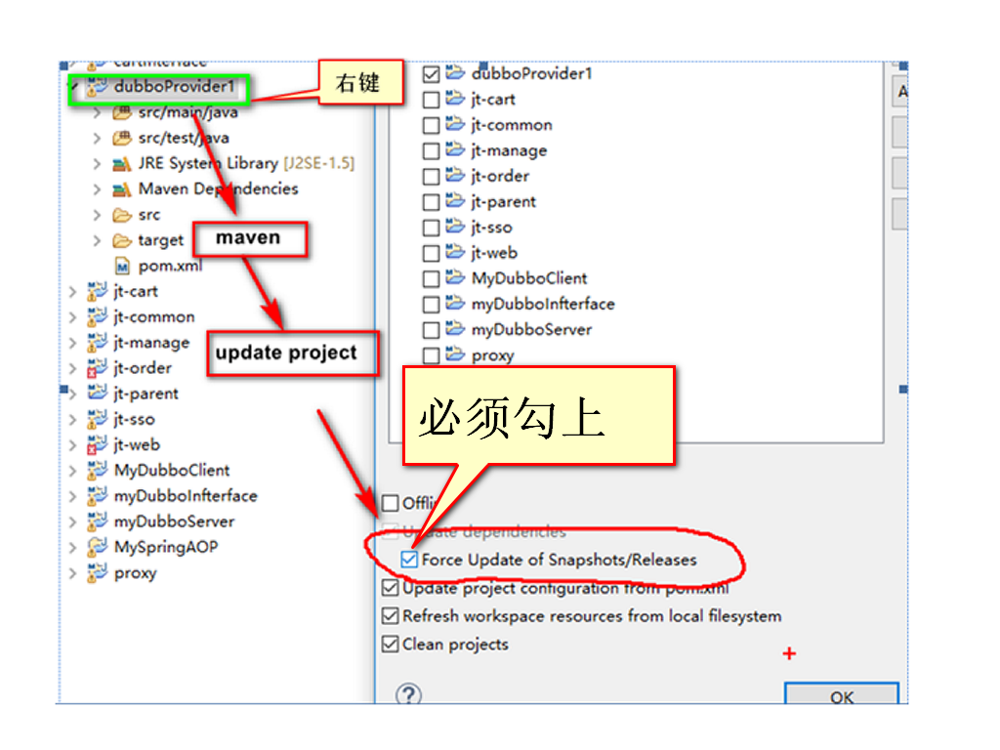 cartInterface
dubboProvider1
右键
src/main/java
src/test/java
JRE System Library [J2SE-1.5]
Maven Dependencies
src
maven
target
pom.xml
jt-cart
jt-common
jt-manage
update project
jt-order
jt-parent
jt-sso
jt-web
MyDubboClient
myDubboInfterface
myDubboServer
MySpringAOP
proxy
dubboProvider1
A
jt-cart
jt-common
jt-manage
jt-order
jt-parent
jt-sso
jt-web
MyDubboClient
myDubboInfterface
myDubboServer
proxy
必须勾上
Update dependencies
Force Update of Snapshots/Releases
Update project configuration from pom.xml
Refresh workspace resources from local filesystem
Clean projects
OK